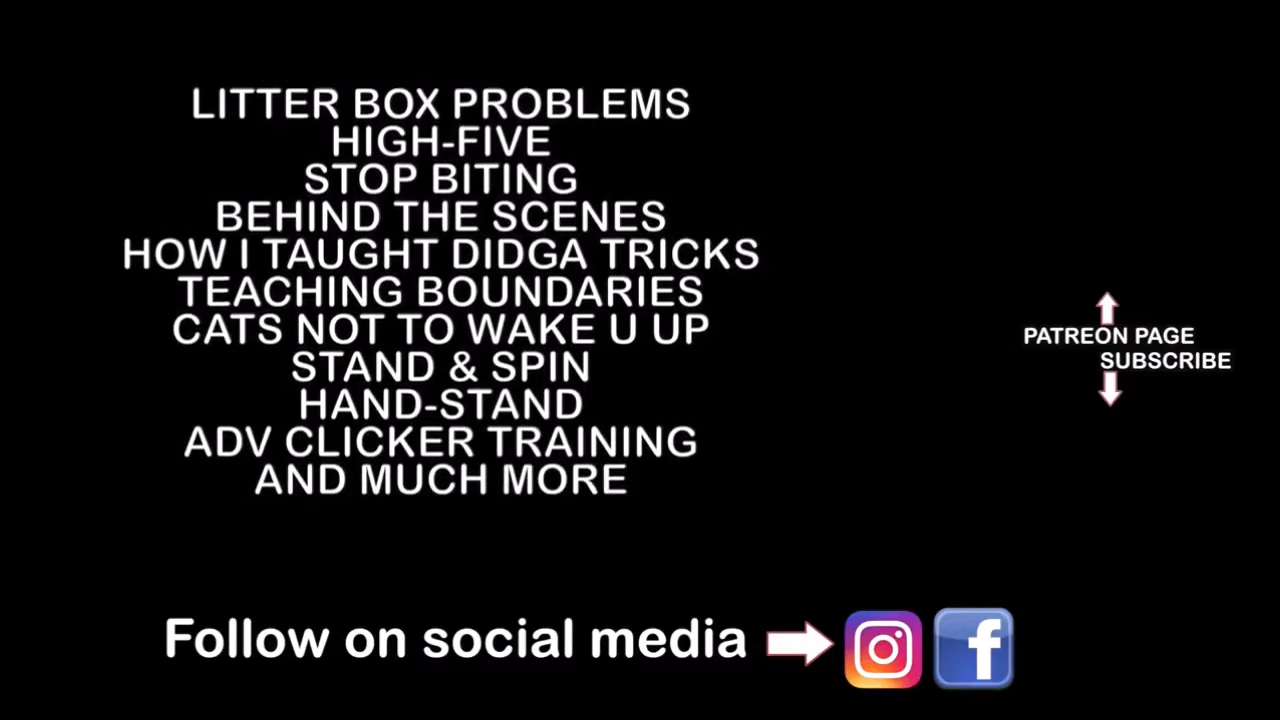 LITTER BOX PROBLEMS
HIGH-FIVE
STOP BITING
BEHIND THE SCENES
HOW I TAUGHT DIDGA TRICKS
TEACHING BOUNDARIES
CATS NOT TO WAKE U UP
STAND & SPIN
HAND-STAND
ADV CLICKER TRAINING
AND MUCH MORE
PATREON PAGE
SUBSCRIBE
Follow on social media